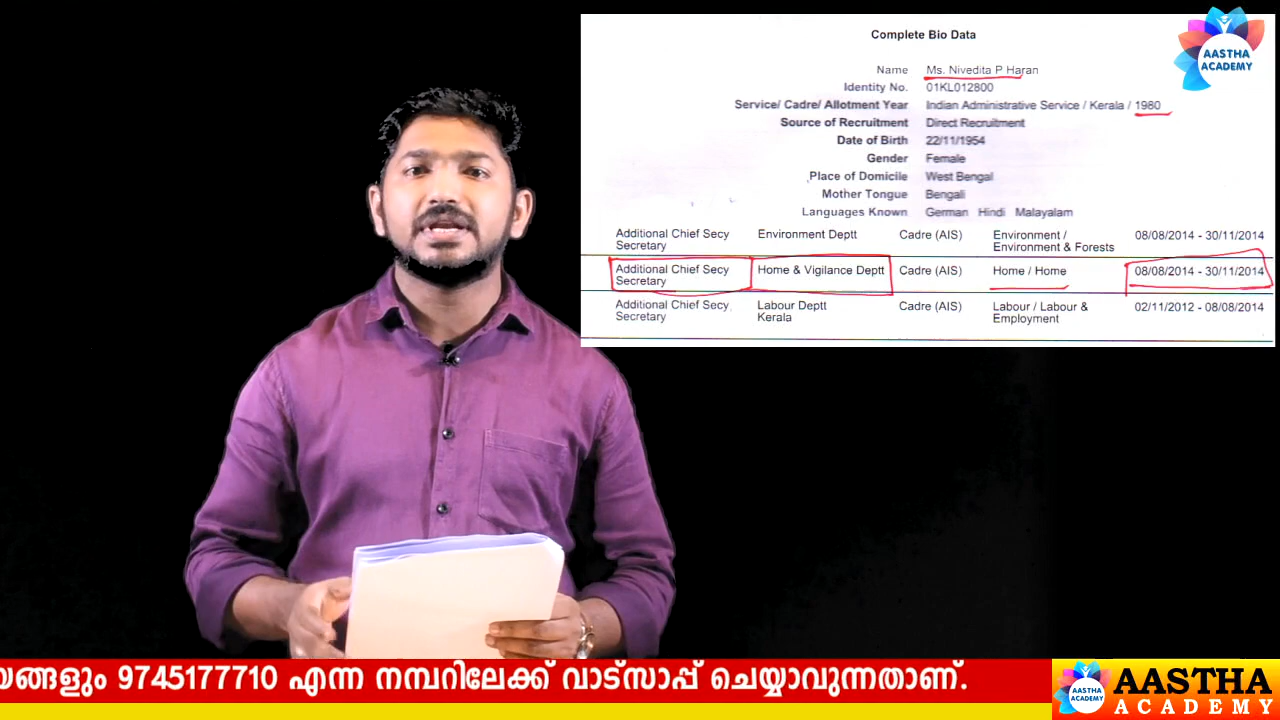 Complete Bio Data
Name Ms. Nivedita P Haran
Identity No. 01KL012800
Service/ Cadre/ Allotment Year Indian Administrative Service / Kerala / 1980
Source of Recruitment Direct Recruitment
Date of Birth 22/11/1954
Gender Female
Place of Domicile West Bengal
Mother Tongue Bengali
Languages Known German Hindi Malayalam
Additional Chief Secy Environment Deptt Cadre (AIS) Environment / 08/08/2014 - 30/11/2014
Secretary Environment & Forests
Additional Chief Secy Home & Vigilance Deptt Cadre (AIS) Home / Home 08/08/2014 - 30/11/2014
Secretary
Additional Chief Secy Labour Deptt Cadre (AIS) Labour / Labour & 02/11/2012 - 08/08/2014
Secretary Kerala Employment
AASTHA
ACADEMY
യങ്ങളും 9745177710 എന്ന നമ്പറിലേക്ക് വാട്സാപ്പ് ചെയ്യാവുന്നതാണ്.
AASTHA
ACADEMY
AASTHA
ACADEMY